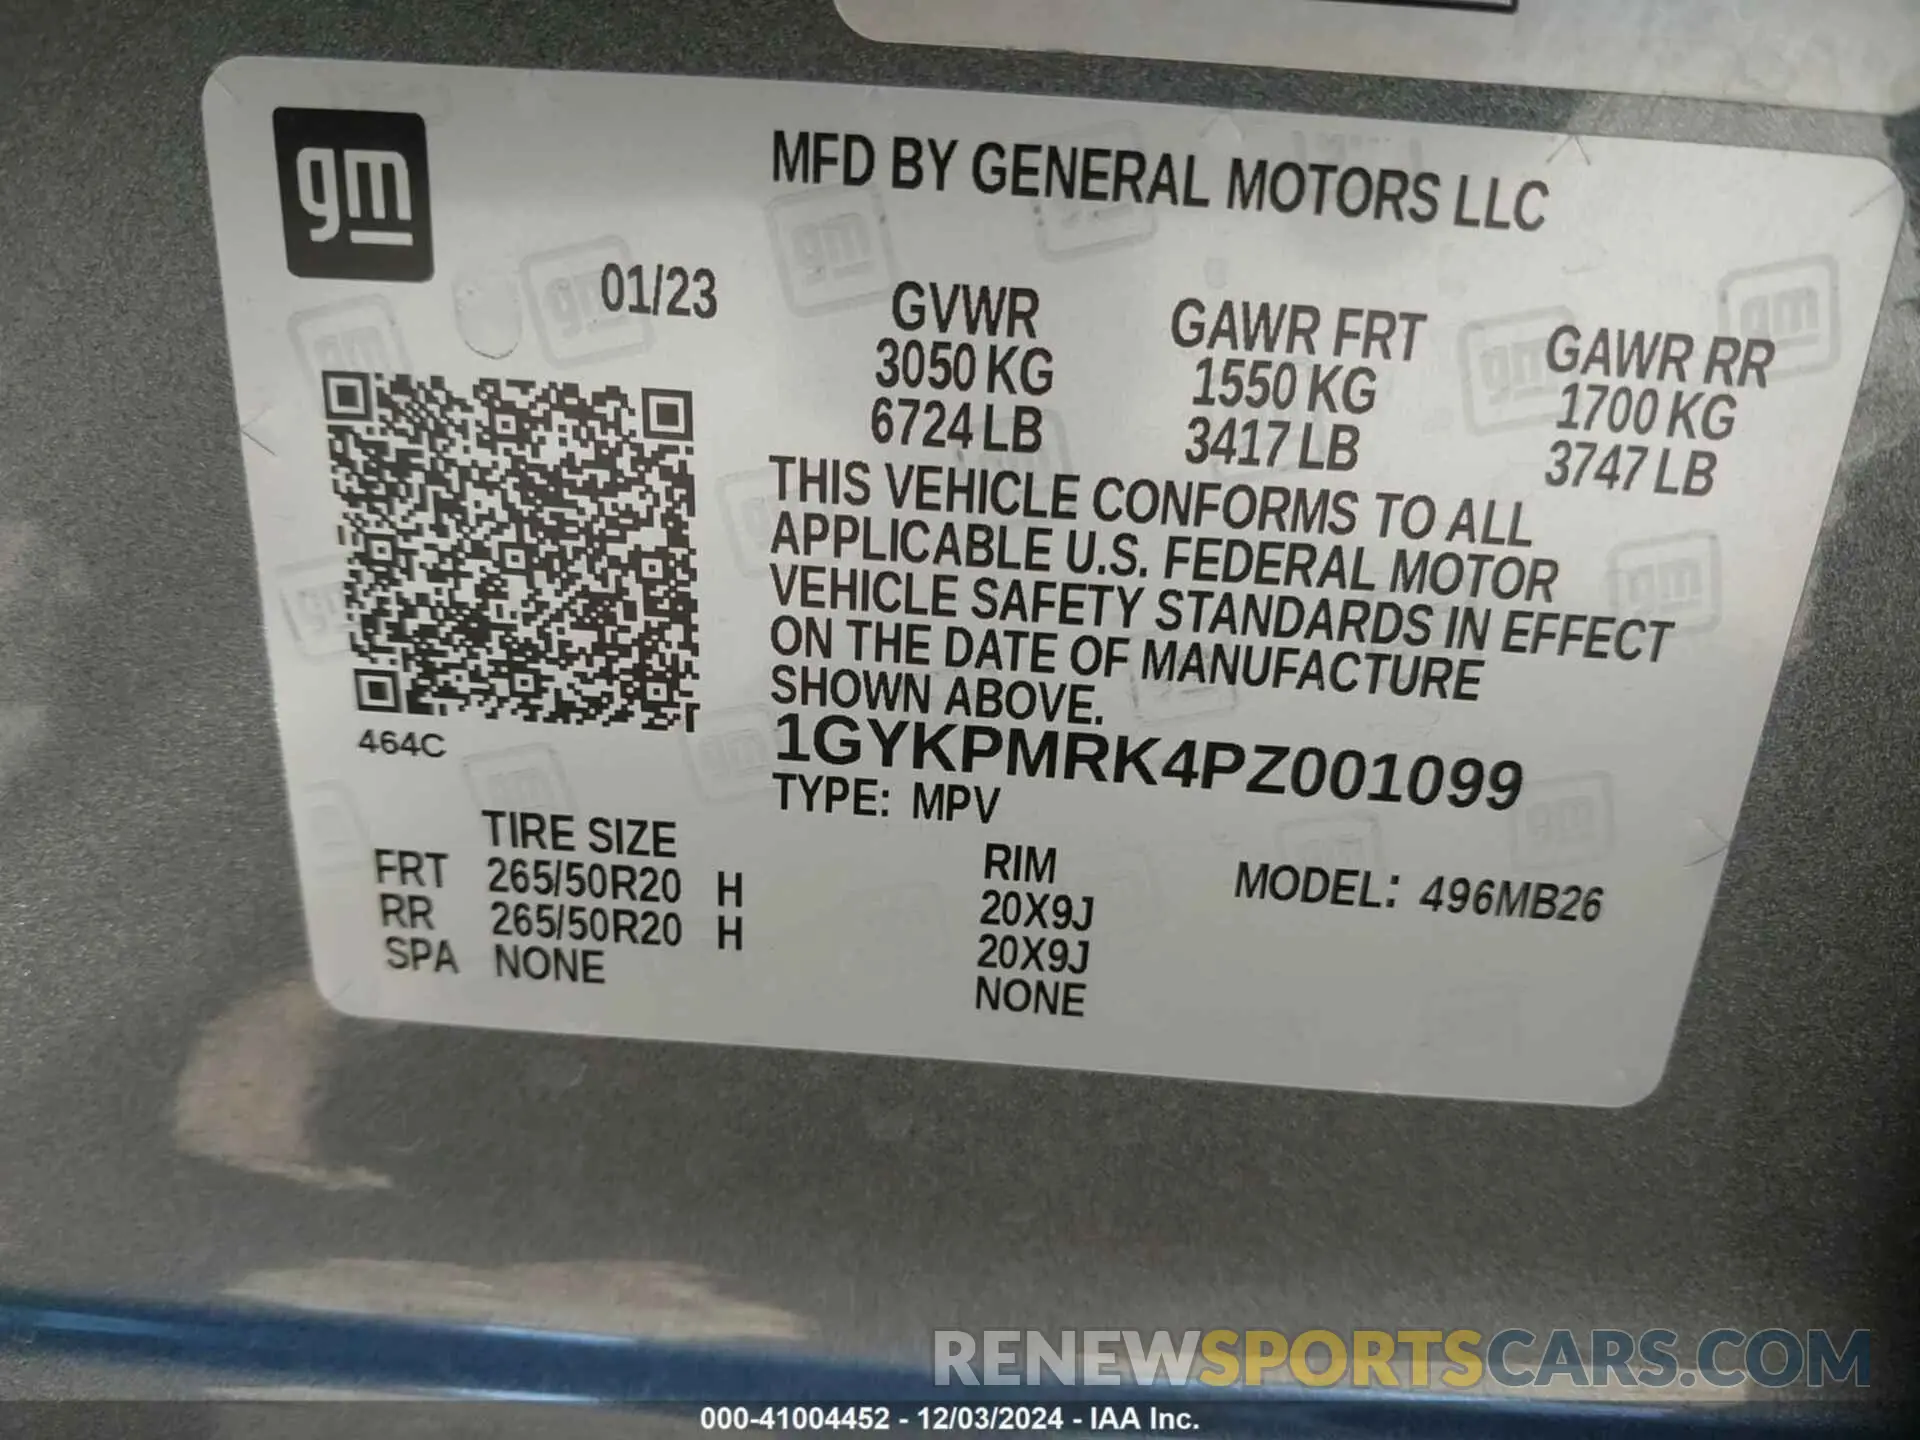 gm
MFD BY GENERAL MOTORS LLC
01/23
GVWR GAWR FRT GAWR RR
3050 KG 1550 KG 1700 KG
6724 LB 3417 LB 3747 LB
THIS VEHICLE CONFORMS TO ALL
APPLICABLE U.S. FEDERAL MOTOR
VEHICLE SAFETY STANDARDS IN EFFECT
ON THE DATE OF MANUFACTURE
SHOWN ABOVE.
464C
1GYKPMRK4PZ001099
TYPE: MPV
TIRE SIZE RIM MODEL: 496MB26
FRT 265/50R20 H 20X9J
RR 265/50R20 H 20X9J
SPA NONE NONE
RENEWSPORTSCARS.COM
000-41004452 - 12/03/2024 - IAA Inc.